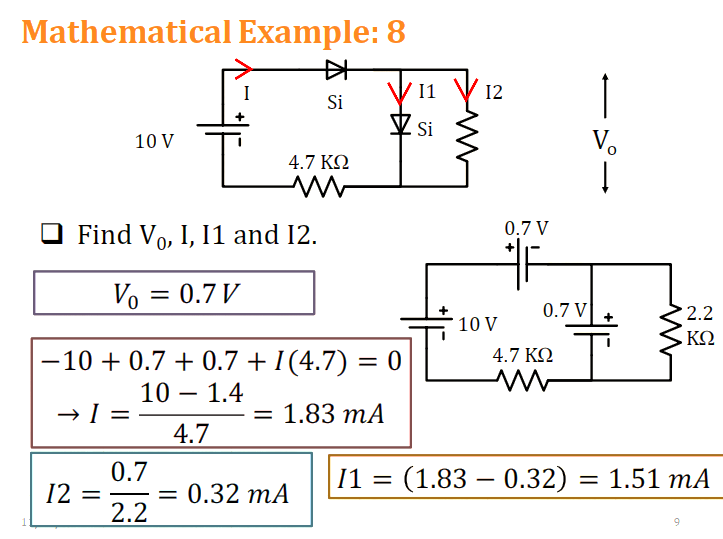 Mathematical Example: 8
I
Si
I1
I2
+
Si
10 V
Vₒ
4.7 KΩ
❑ Find V₀, I, I1 and I2.
0.7 V
+ −
V₀ = 0.7 V
+
10 V
0.7 V
+
2.2
KΩ
4.7 KΩ
−10 + 0.7 + 0.7 + I(4.7) = 0
→ I = (10 − 1.4)/4.7 = 1.83 mA
I2 = 0.7/2.2 = 0.32 mA
I1 = (1.83 − 0.32) = 1.51 mA
9